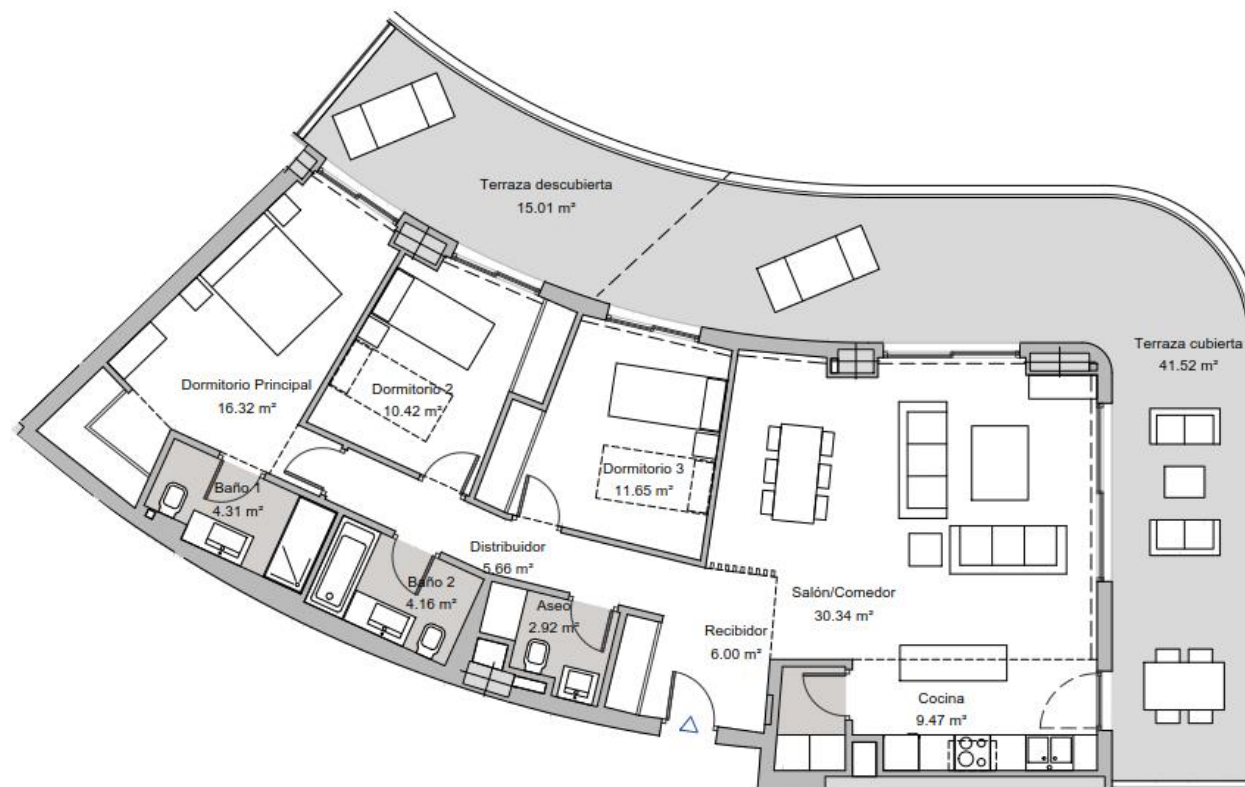 Terraza descubierta
15.01 m²
Terraza cubierta
41.52 m²
Dormitorio Principal
16.32 m²
Dormitorio 2
10.42 m²
Dormitorio 3
11.65 m²
Baño 1
4.31 m²
Distribuidor
5.66 m²
Baño 2
4.16 m²
Aseo
2.92 m²
Recibidor
6.00 m²
Salón/Comedor
30.34 m²
Cocina
9.47 m²